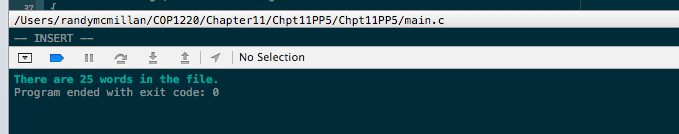 37 {
/Users/randymcmillan/COP1220/Chapter11/Chpt11PP5/Chpt11PP5/main.c
-- INSERT --
No Selection
There are 25 words in the file.
Program ended with exit code: 0